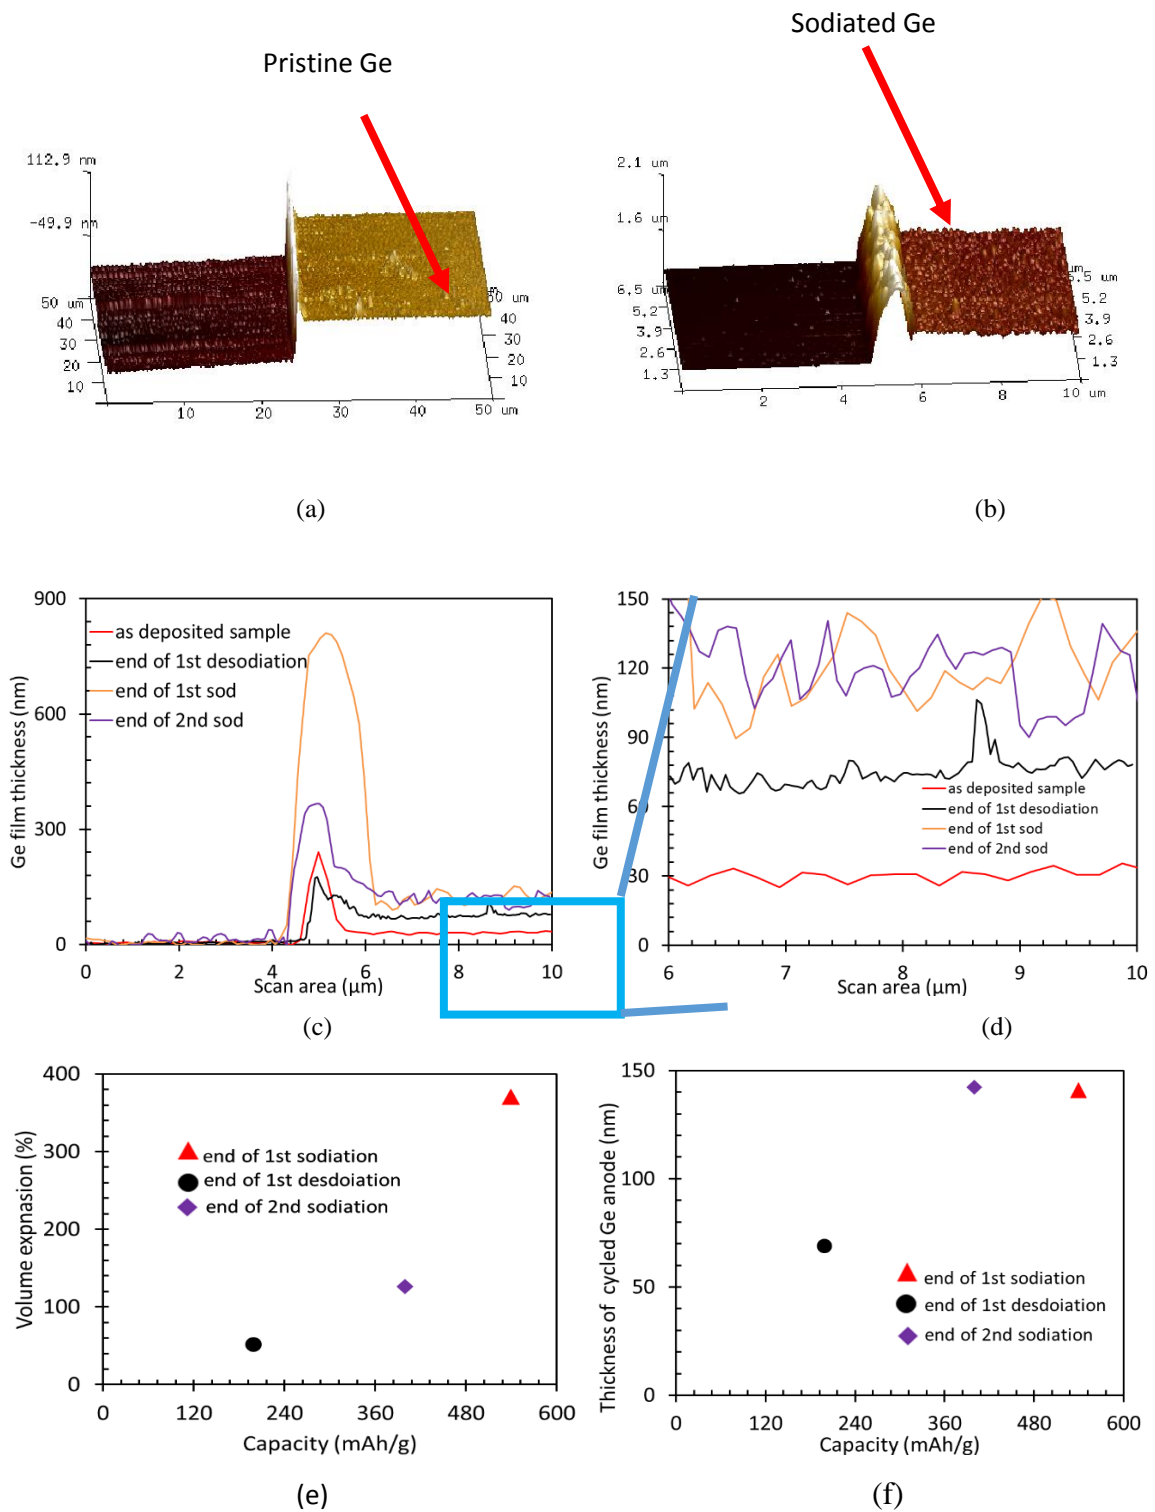 Sodiated Ge
Pristine Ge
112.9 nm
-49.9 nm
50 um
40
30
20
10
10
20
30
40
50 um
50 um
40
30
20
10
2.1 um
1.6 um
6.5 um
5.2
3.9
2.6
1.3
2
4
6
8
10 um
6.5 um
5.2
3.9
2.6
1.3
(a)
(b)
900
600
300
0
Ge film thickness (nm)
as deposited sample
end of 1st desodiation
end of 1st sod
end of 2nd sod
0 2 4 6 8 10
Scan area (μm)
(c)
150
120
90
60
30
0
Ge film thickness (nm)
as deposited sample
end of 1st desodiation
end of 1st sod
end of 2nd sod
6 7 8 9 10
Scan area (μm)
(d)
400
300
200
100
0
Volume expnasion (%)
end of 1st sodiation
end of 1st desdoiation
end of 2nd sodiation
0 120 240 360 480 600
Capacity (mAh/g)
(e)
150
100
50
0
Thickness of cycled Ge anode (nm)
end of 1st sodiation
end of 1st desdoiation
end of 2nd sodiation
0 120 240 360 480 600
Capacity (mAh/g)
(f)